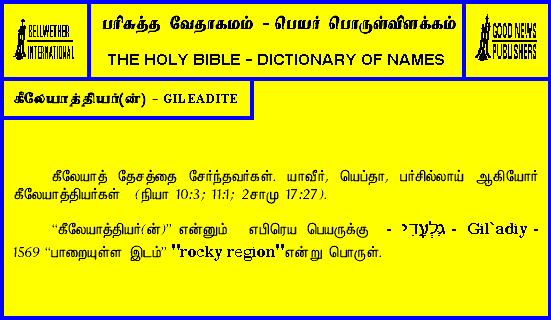 BELLWETHER
INTERNATIONAL
பரிசுத்த வேதாகமம் - பெயர் பொருள்விளக்கம்
THE HOLY BIBLE - DICTIONARY OF NAMES
GOOD NEWS
PUBLISHERS
கீலேயாத்தியர்(ன்) - GILEADITE
கீலேயாத் தேசத்தை சேர்ந்தவர்கள். யாவீர், யெப்தா, பர்சில்லாய் ஆகியோர்
கீலேயாத்தியர்கள் (நியா 10:3; 11:1; 2சாமு 17:27).
“கீலேயாத்தியர்(ன்)” என்னும் எபிரெய பெயருக்கு - גִּלְעָדִי - Gil`adiy -
1569 “பாறையுள்ள இடம்” "rocky region" என்று பொருள்.